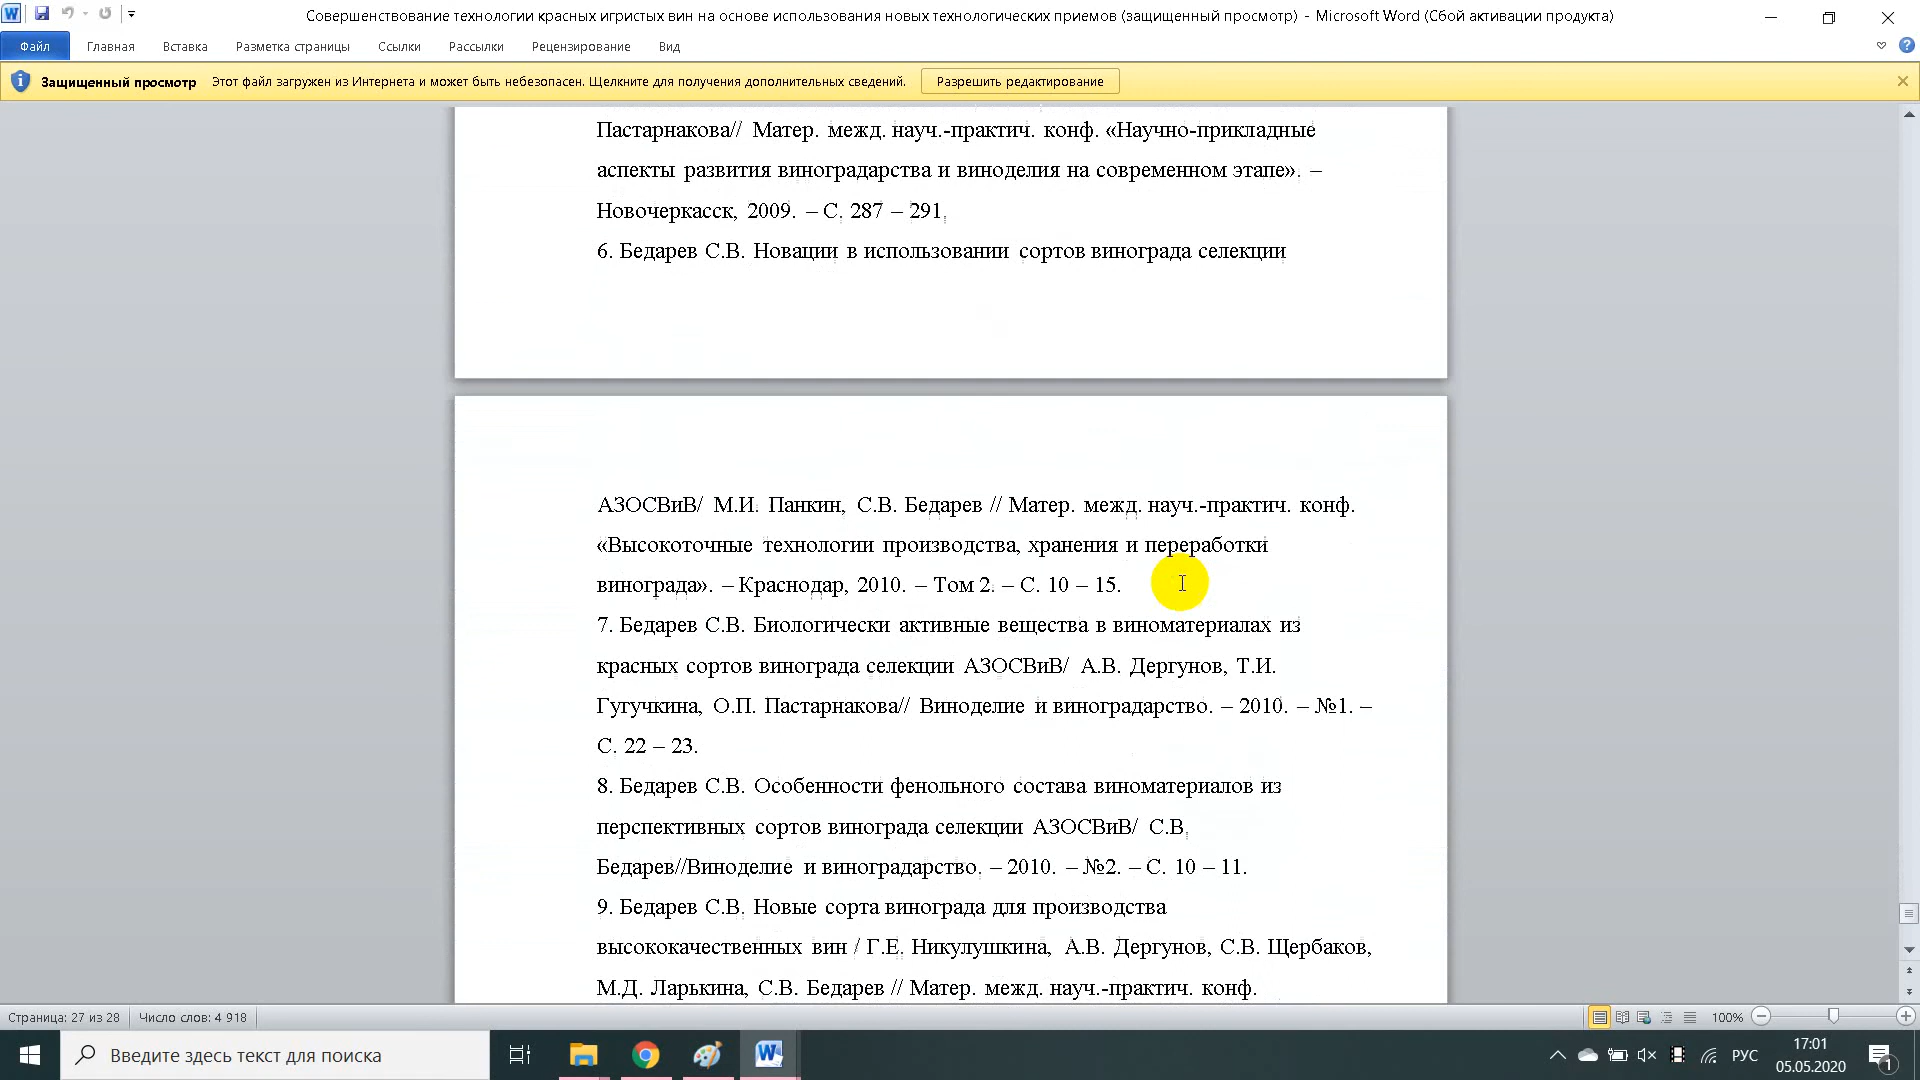 Совершенствование технологии красных игристых вин на основе использования новых технологических приемов (защищенный просмотр) - Microsoft Word (Сбой активации продукта)
Файл Главная Вставка Разметка страницы Ссылки Рассылки Рецензирование Вид
Защищенный просмотр Этот файл загружен из Интернета и может быть небезопасен. Щелкните для получения дополнительных сведений. Разрешить редактирование
Пастарнакова// Матер. межд. науч.-практич. конф. «Научно-прикладные
аспекты развития виноградарства и виноделия на современном этапе». –
Новочеркасск, 2009. – С. 287 – 291.
6. Бедарев С.В. Новации в использовании сортов винограда селекции
АЗОСВиВ/ М.И. Панкин, С.В. Бедарев // Матер. межд. науч.-практич. конф.
«Высокоточные технологии производства, хранения и переработки
винограда». – Краснодар, 2010. – Том 2. – С. 10 – 15.
7. Бедарев С.В. Биологически активные вещества в виноматериалах из
красных сортов винограда селекции АЗОСВиВ/ А.В. Дергунов, Т.И.
Гугучкина, О.П. Пастарнакова// Виноделие и виноградарство. – 2010. – №1. –
С. 22 – 23.
8. Бедарев С.В. Особенности фенольного состава виноматериалов из
перспективных сортов винограда селекции АЗОСВиВ/ С.В.
Бедарев//Виноделие и виноградарство. – 2010. – №2. – С. 10 – 11.
9. Бедарев С.В. Новые сорта винограда для производства
высококачественных вин / Г.Е. Никулушкина, А.В. Дергунов, С.В. Щербаков,
М.Д. Ларькина, С.В. Бедарев // Матер. межд. науч.-практич. конф.
Страница: 27 из 28 Число слов: 4 918 100%
Введите здесь текст для поиска РУС 17:01
05.05.2020 1